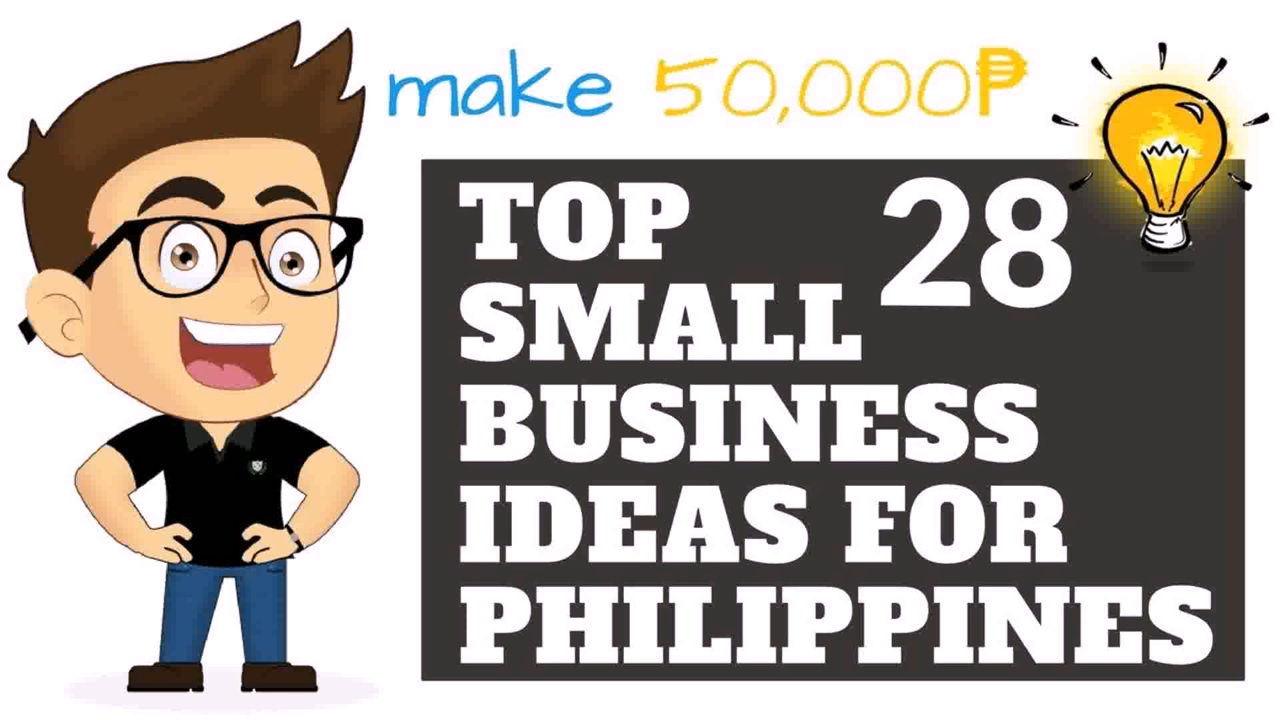 make 50,000₱
TOP 28
SMALL
BUSINESS
IDEAS FOR
PHILIPPINES